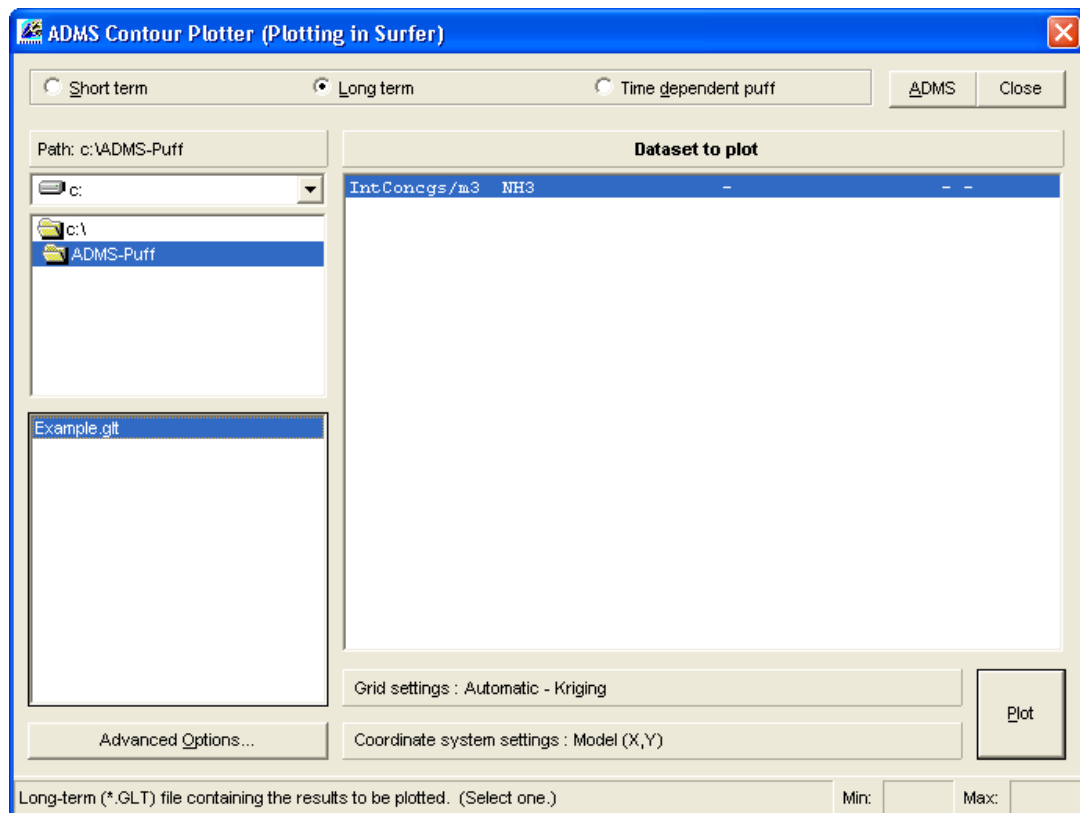 ADMS Contour Plotter (Plotting in Surfer)
Short term Long term Time dependent puff ADMS Close
Path: c:\ADMS-Puff
Dataset to plot
c:
IntConcgs/m3 NH3 - - -
c:\
ADMS-Puff
Example.glt
Grid settings : Automatic - Kriging
Plot
Advanced Options...
Coordinate system settings : Model (X,Y)
Long-term (*.GLT) file containing the results to be plotted. (Select one.) Min: Max: